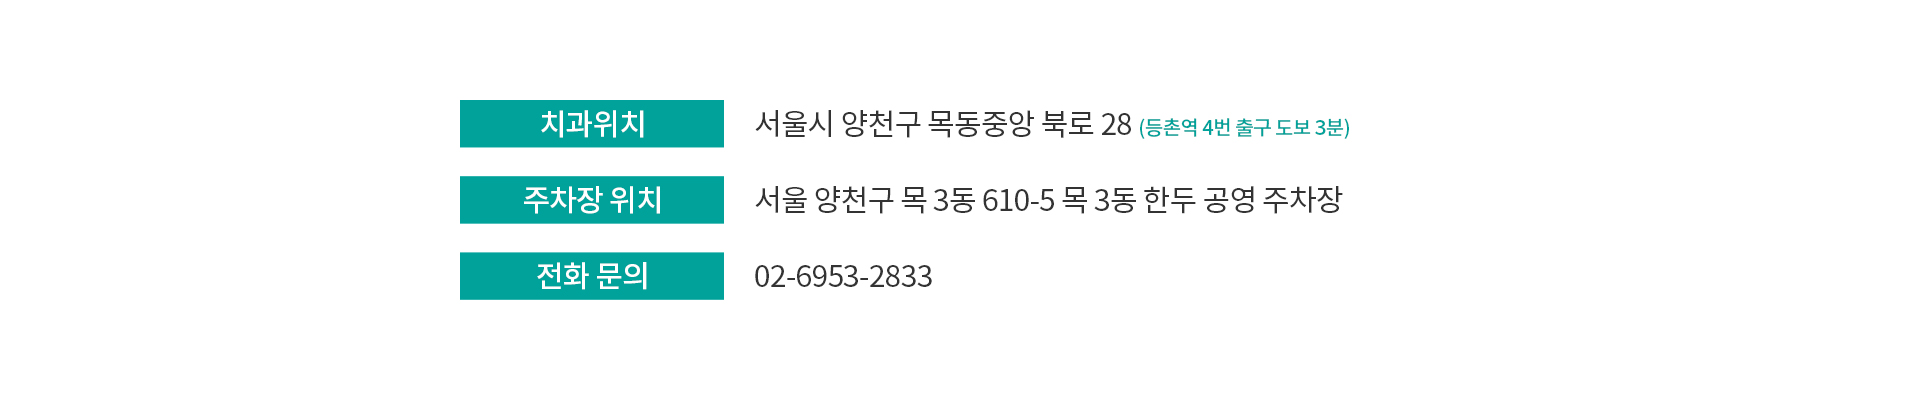 치과위치 서울시 양천구 목동중앙 북로 28 (등촌역 4번 출구 도보 3분)
주차장 위치 서울 양천구 목 3동 610-5 목 3동 한두 공영 주차장
전화 문의 02-6953-2833